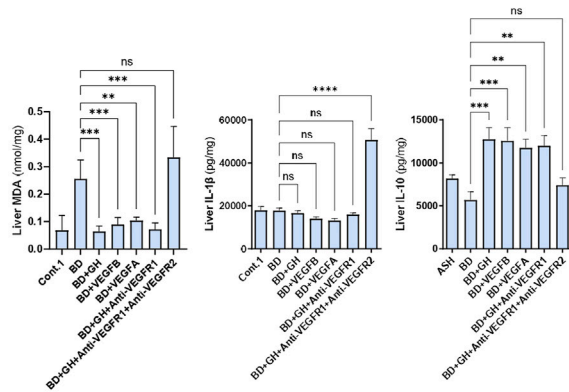 ns
***
**
***
***
0.5
0.4
0.3
0.2
0.1
0.0
Liver MDA (nmol/mg)
Cont.1
BD
BD+GH
BD+VEGFB
BD+VEGFA
BD+GH+Anti-VEGFR1
BD+GH+Anti-VEGFR1+Anti-VEGFR2
****
ns
ns
ns
ns
60000
40000
20000
0
Liver IL-1β (pg/mg)
Cont.1
BD
BD+GH
BD+VEGFB
BD+VEGFA
BD+GH+Anti-VEGFR1
BD+GH+Anti-VEGFR1+Anti-VEGFR2
ns
**
**
***
***
15000
10000
5000
0
Liver IL-10 (pg/mg)
ASH
BD
BD+GH
BD+VEGFB
BD+VEGFA
BD+GH+Anti-VEGFR1
BD+GH+Anti-VEGFR1+Anti-VEGFR2